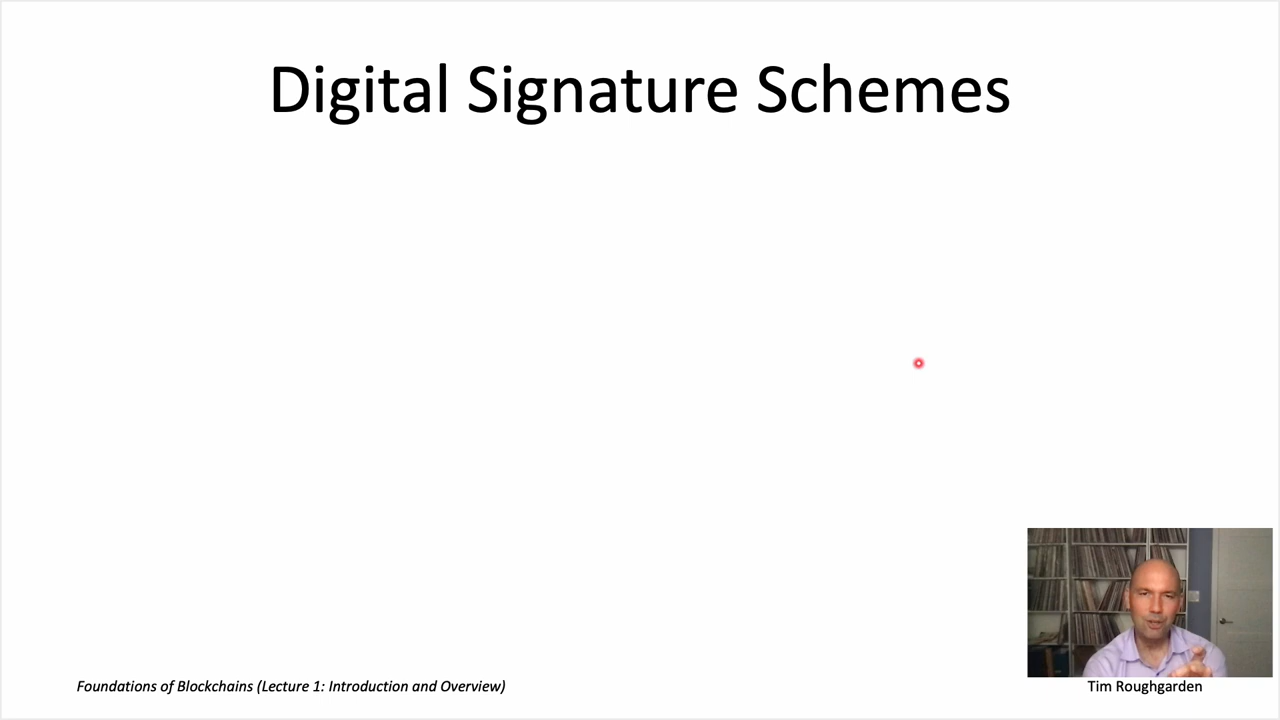 Digital Signature Schemes
Foundations of Blockchains (Lecture 1: Introduction and Overview)
Tim Roughgarden